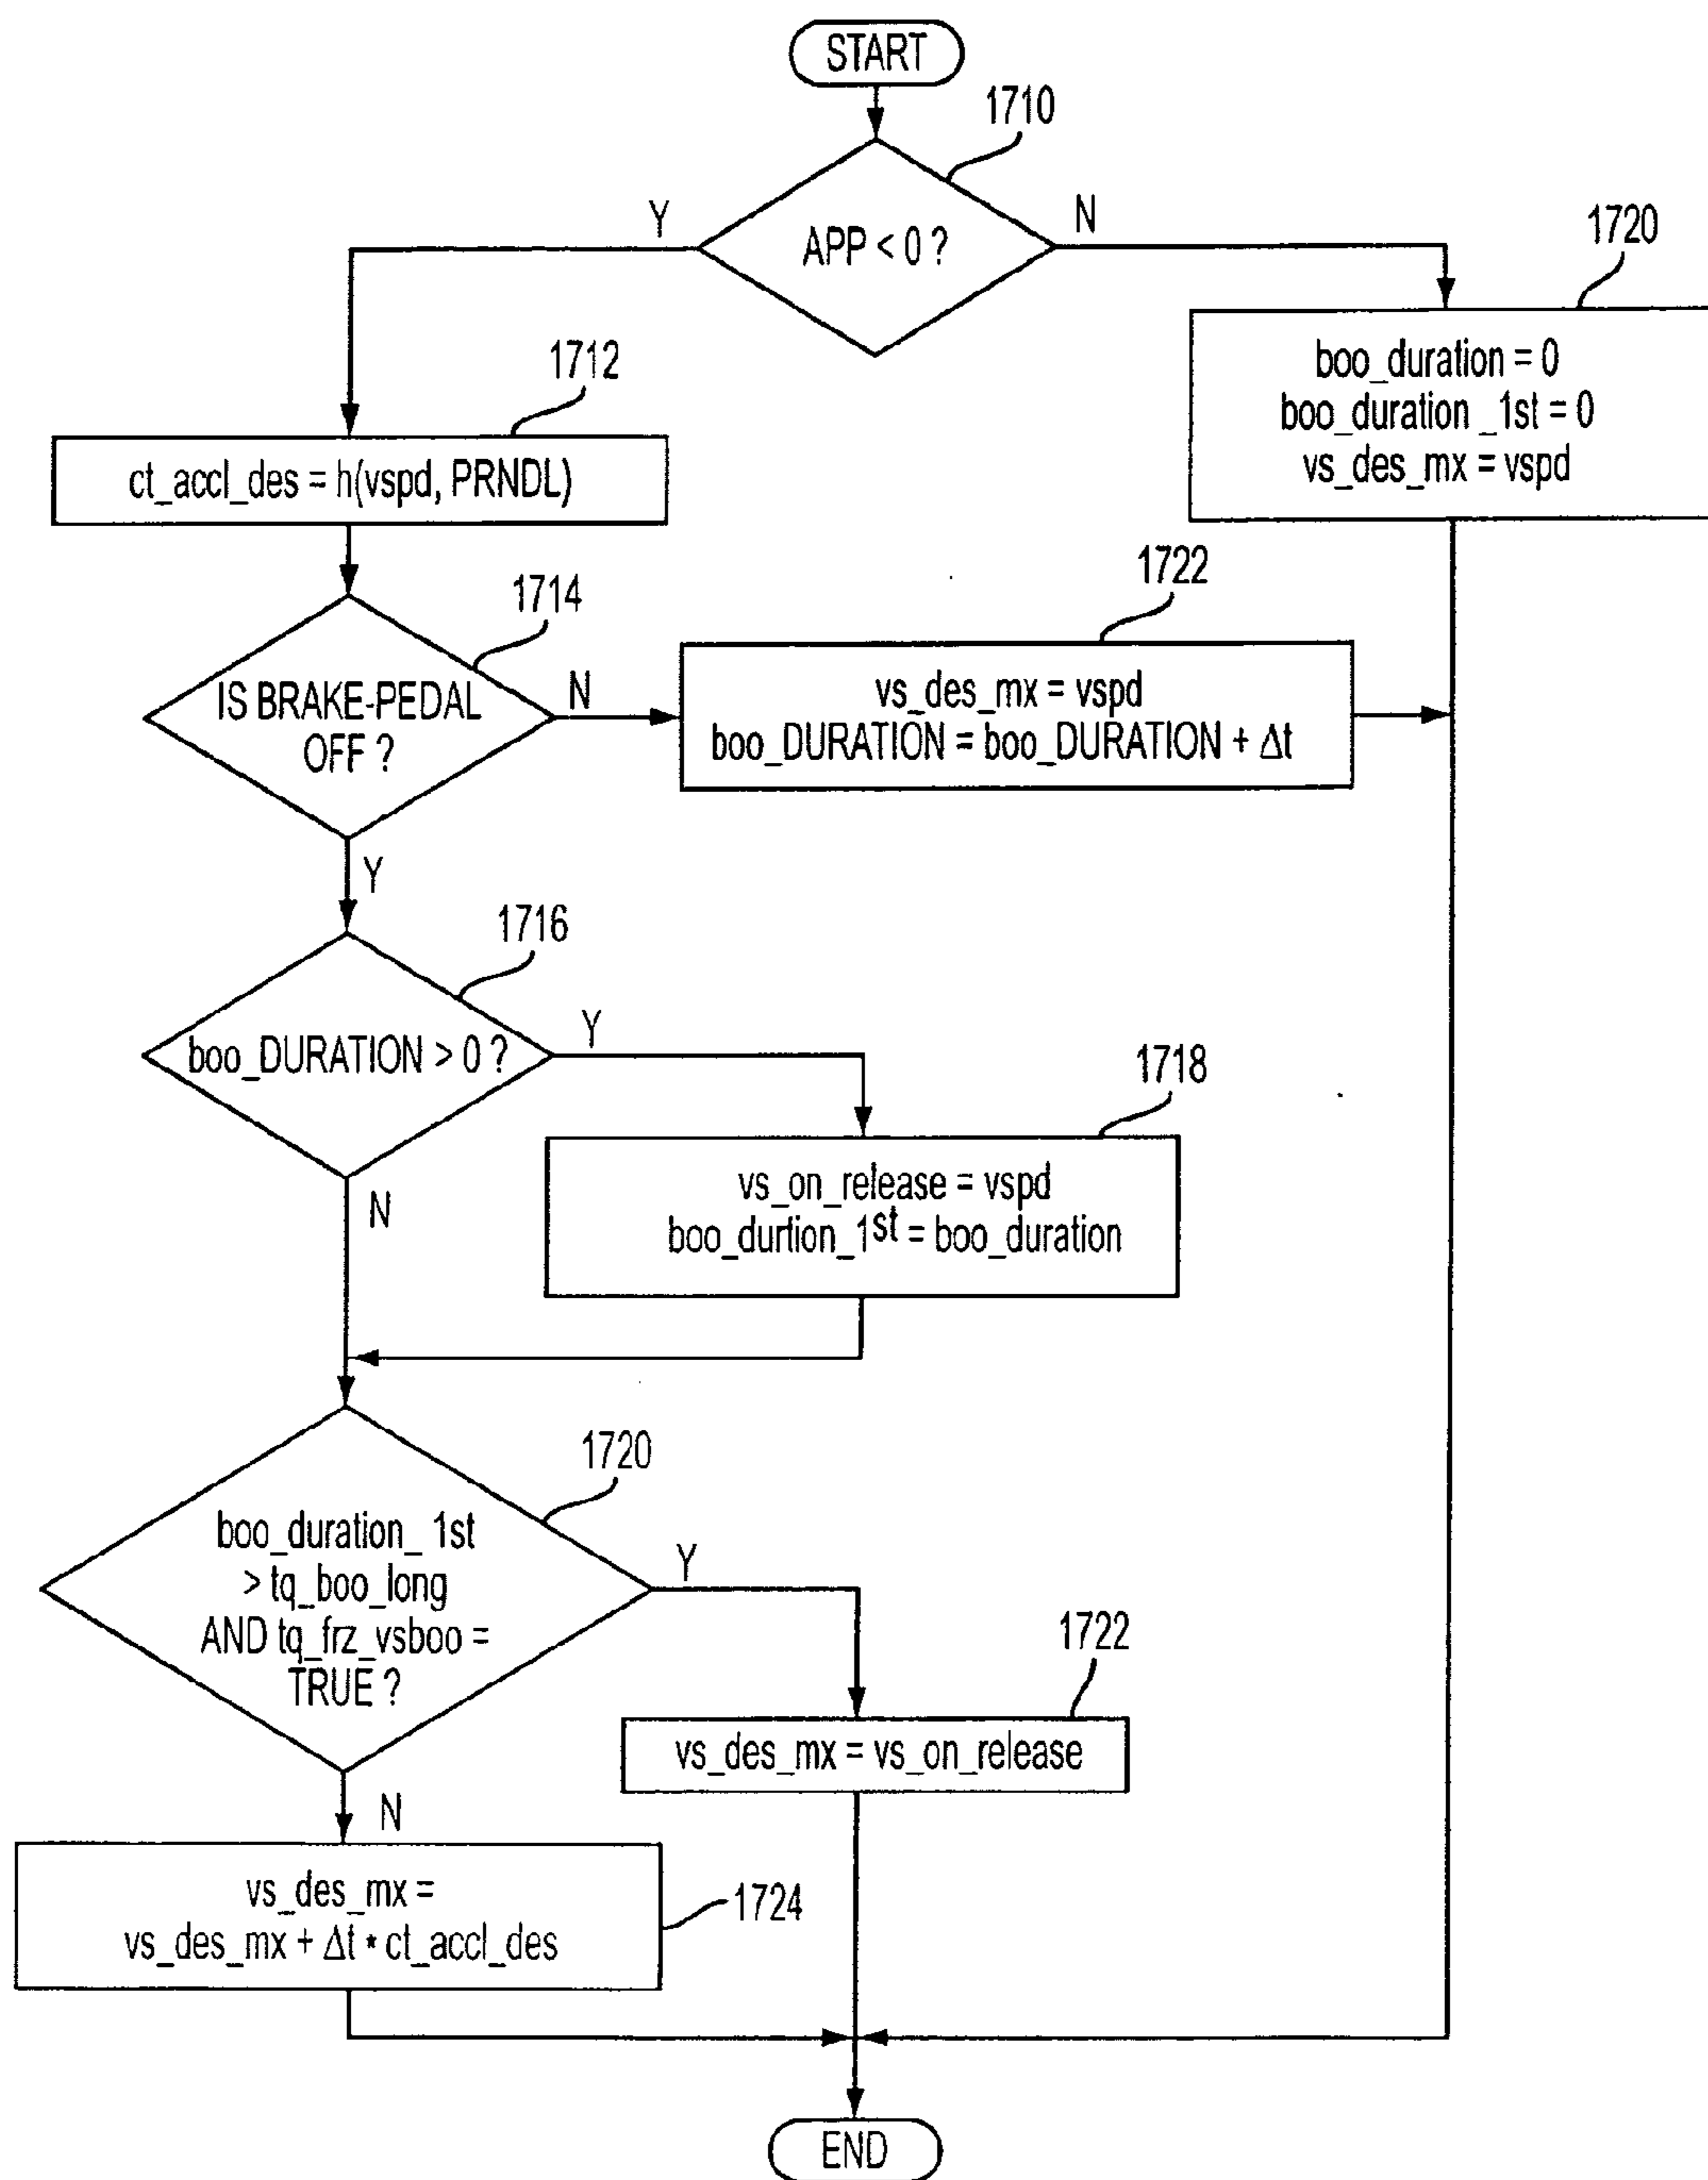 START
1710
APP < 0 ?
Y
N
1720
boo_duration = 0
boo_duration _1st = 0
vs_des_mx = vspd
1712
ct_accl_des = h(vspd, PRNDL)
1714
IS BRAKE-PEDAL
OFF ?
N
1722
vs_des_mx = vspd
boo_DURATION = boo_DURATION + Δt
Y
1716
boo_DURATION > 0 ?
Y
1718
vs_on_release = vspd
boo_durtion_1st = boo_duration
N
1720
boo_duration_ 1st
> tq_boo_long
AND tq_frz_vsboo =
TRUE ?
Y
1722
vs_des_mx = vs_on_release
N
vs_des_mx =
vs_des_mx + Δt * ct_accl_des
1724
END